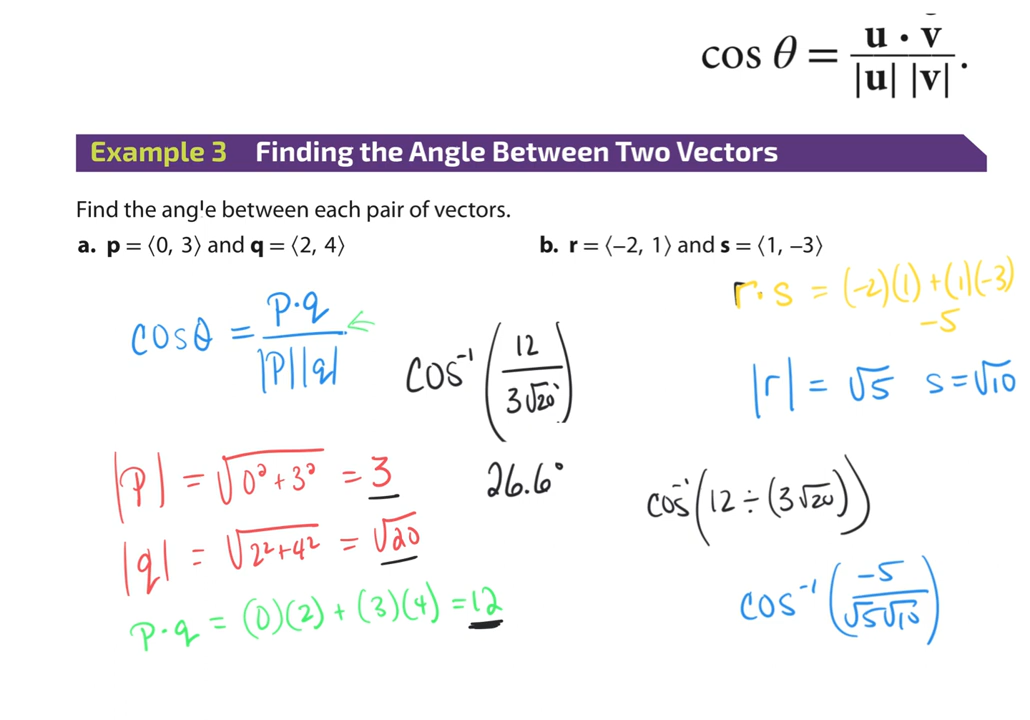 cos θ = u · v / |u| |v|.
Example 3 Finding the Angle Between Two Vectors
Find the angle between each pair of vectors.
a. p = ⟨0, 3⟩ and q = ⟨2, 4⟩
b. r = ⟨−2, 1⟩ and s = ⟨1, −3⟩
cosθ = p·q / |p||q| ←
|p| = √0²+3² = 3
|q| = √2²+4² = √20
p·q = (0)(2) + (3)(4) = 12
cos⁻¹(12 / 3√20)
26.6°
r·s = (-2)(1) + (1)(-3)
-5
|r| = √5 s = √10
cos⁻¹(12 ÷ (3√20))
cos⁻¹(-5 / √5√10)